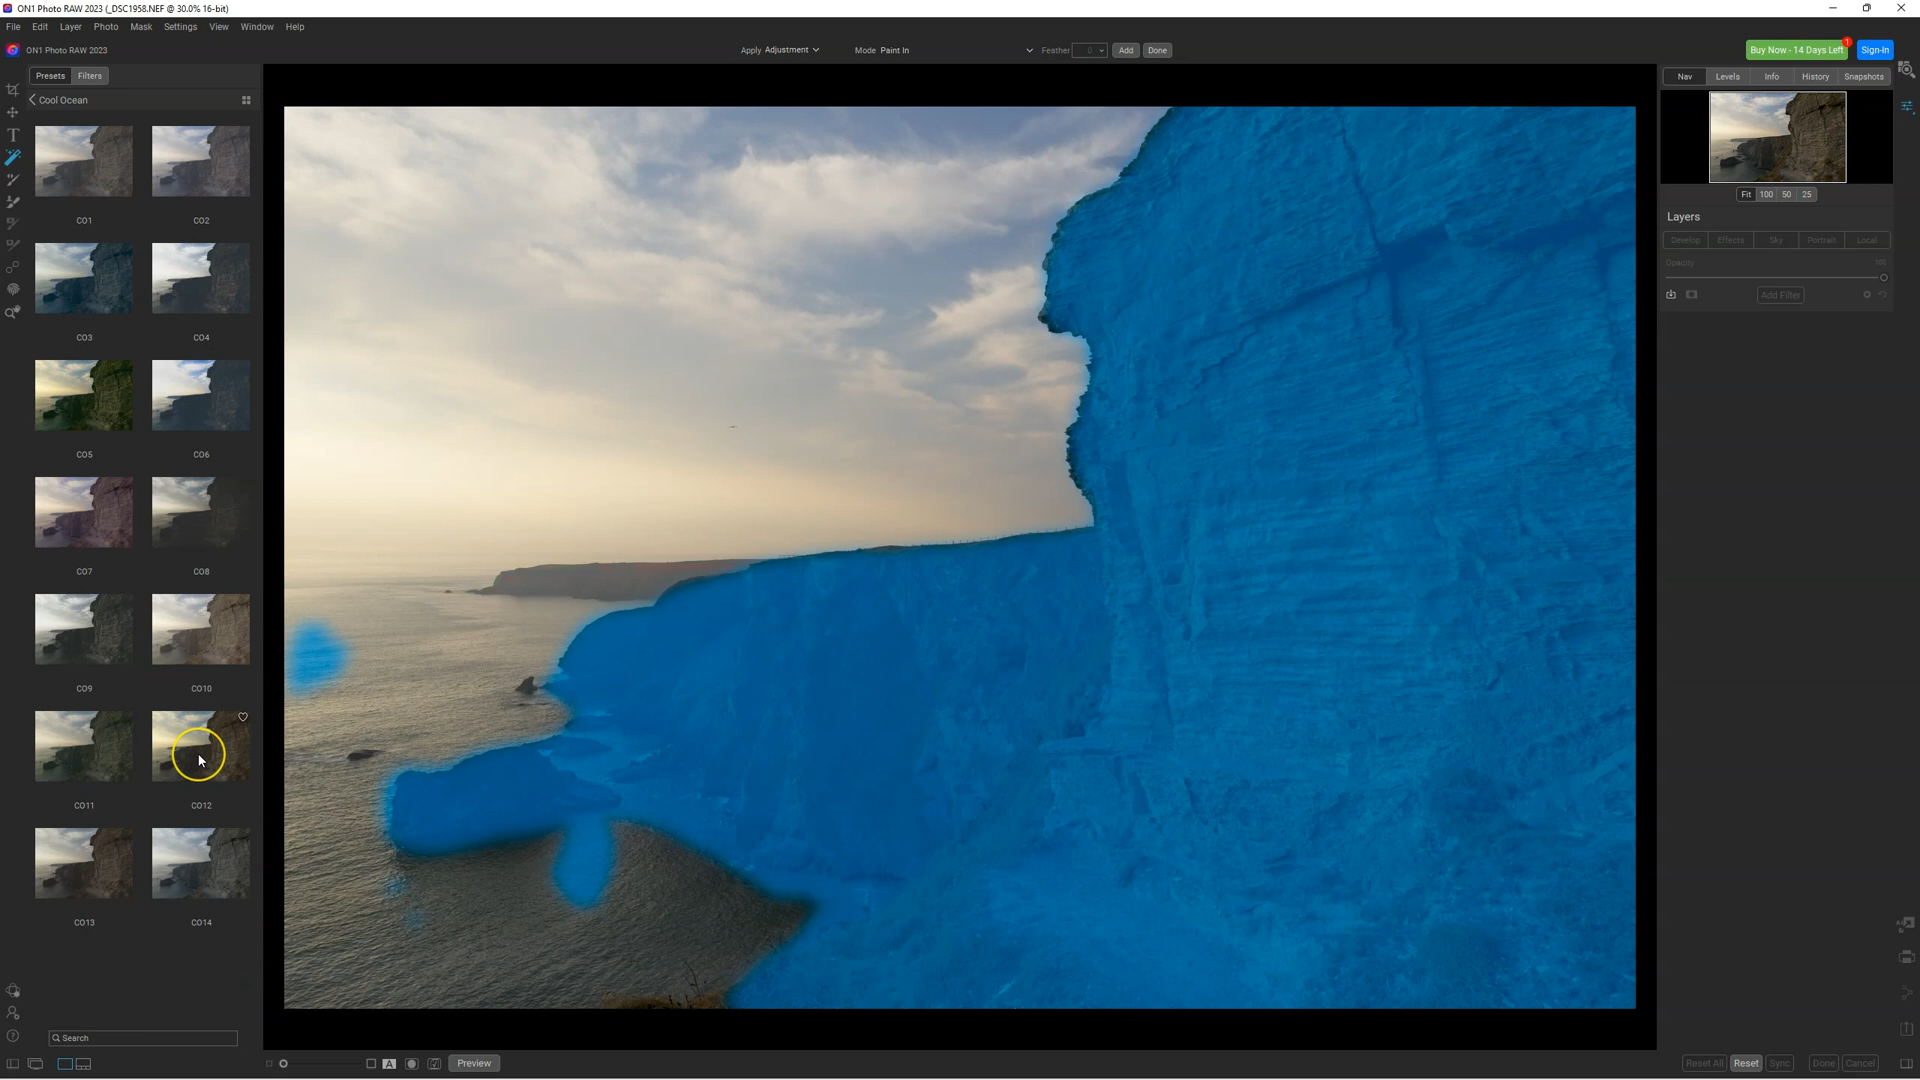 ON1 Photo RAW 2023 (_DSC1958.NEF @ 30.0% 16-bit)
File Edit Layer Photo Mask Settings View Window Help
ON1 Photo RAW 2023
Apply Adjustment Mode Paint In Feather 0 Add Done
Buy Now - 14 Days Left 1 Sign-In
Presets Filters
Nav Levels Info History Snapshots
Cool Ocean
CO1 CO2
Fit 100 50 25
Layers
Develop Effects Sky Portrait Local
Opacity 100
Add Filter
CO3 CO4
CO5 CO6
CO7 CO8
CO9 CO10
CO11 CO12
CO13 CO14
Search
A Preview
Reset All Reset Sync Done Cancel